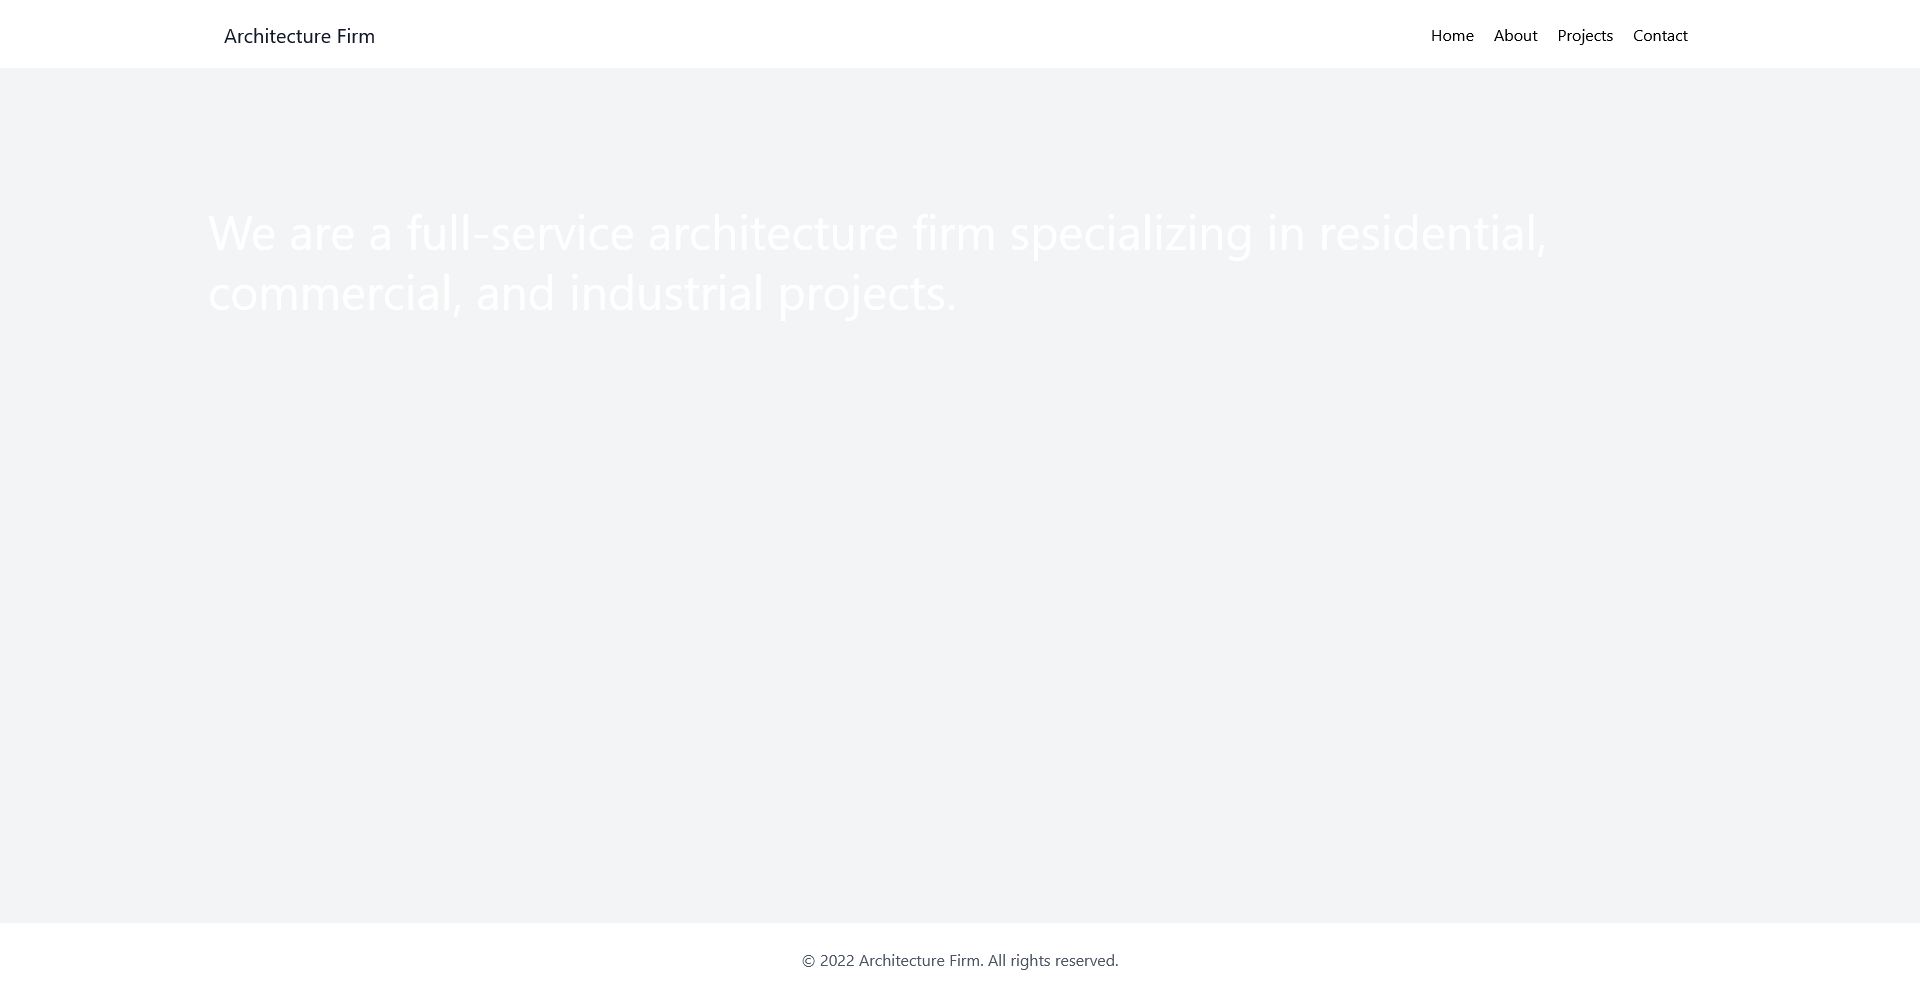 Architecture Firm
Home About Projects Contact
We are a full-service architecture firm specializing in residential,
commercial, and industrial projects.
© 2022 Architecture Firm. All rights reserved.